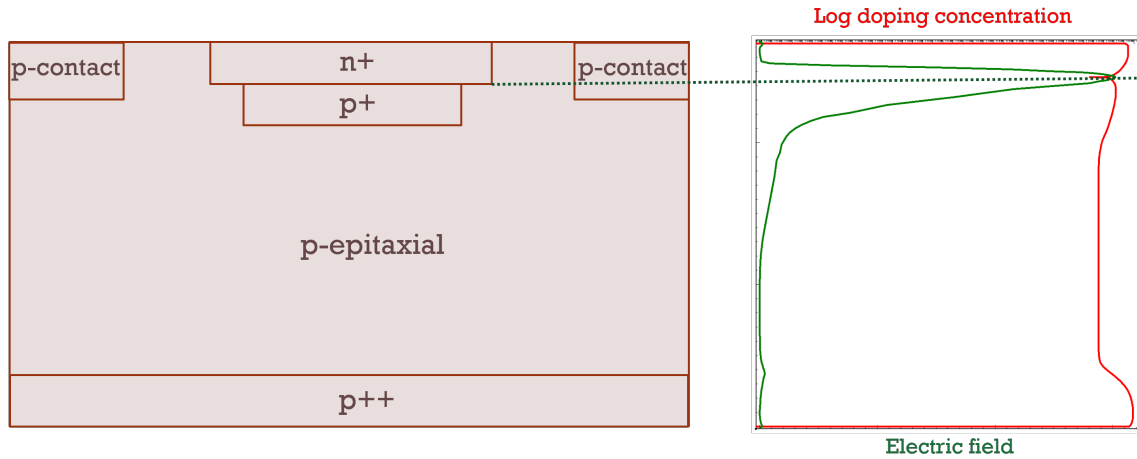 Log doping concentration
p-contact
n+
p-contact
p+
p-epitaxial
p++
Electric field